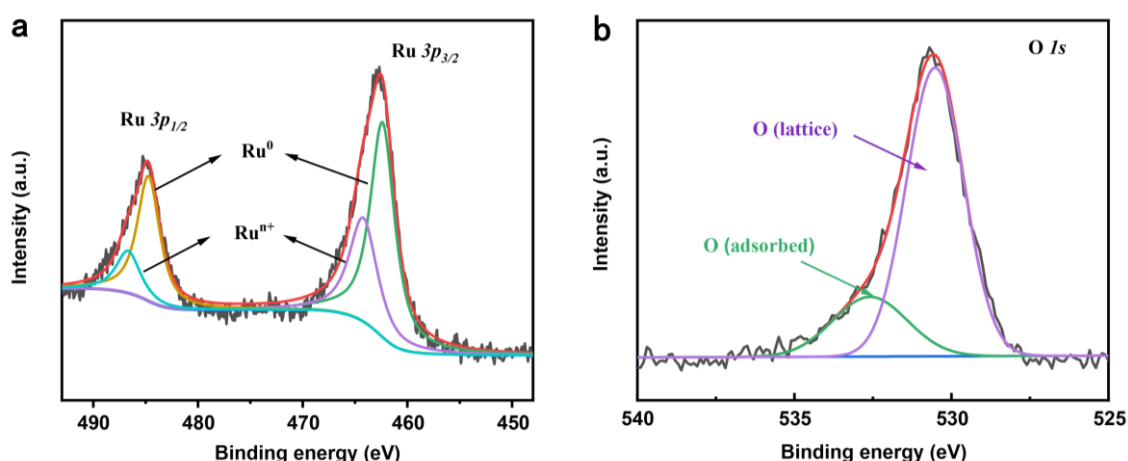 a
Ru 3p3/2
Ru 3p1/2
Ru⁰
Ruⁿ⁺
Intensity (a.u.)
490 480 470 460 450
Binding energy (eV)
b
O 1s
O (lattice)
O (adsorbed)
Intensity (a.u.)
540 535 530 525
Binding energy (eV)